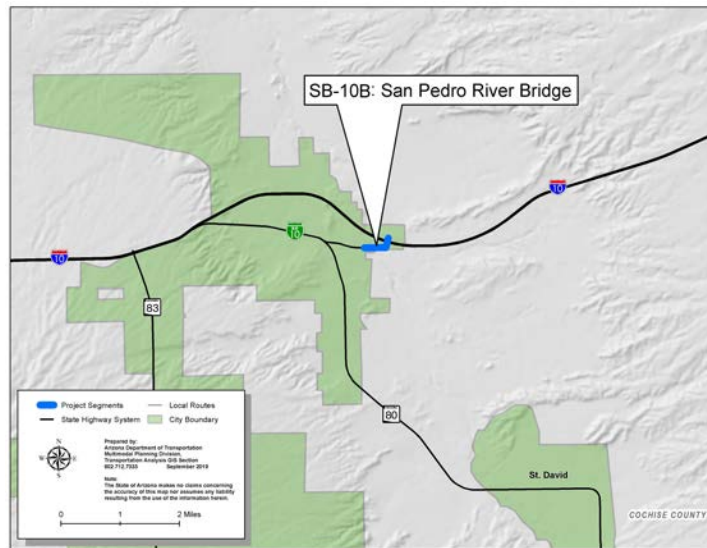 SB-10B: San Pedro River Bridge
10
10
10
83
80
St. David
COCHISE COUNTY
Project Segments
Local Routes
State Highway System
City Boundary
N
W
E
S
Prepared by:
Arizona Department of Transportation
Multimodal Planning Division,
Transportation Analysis GIS Section
602.712.7333 September 2019
Note:
The State of Arizona makes no claims concerning
the accuracy of this map nor assumes any liability
resulting from the use of the information herein.
0 1 2 Miles